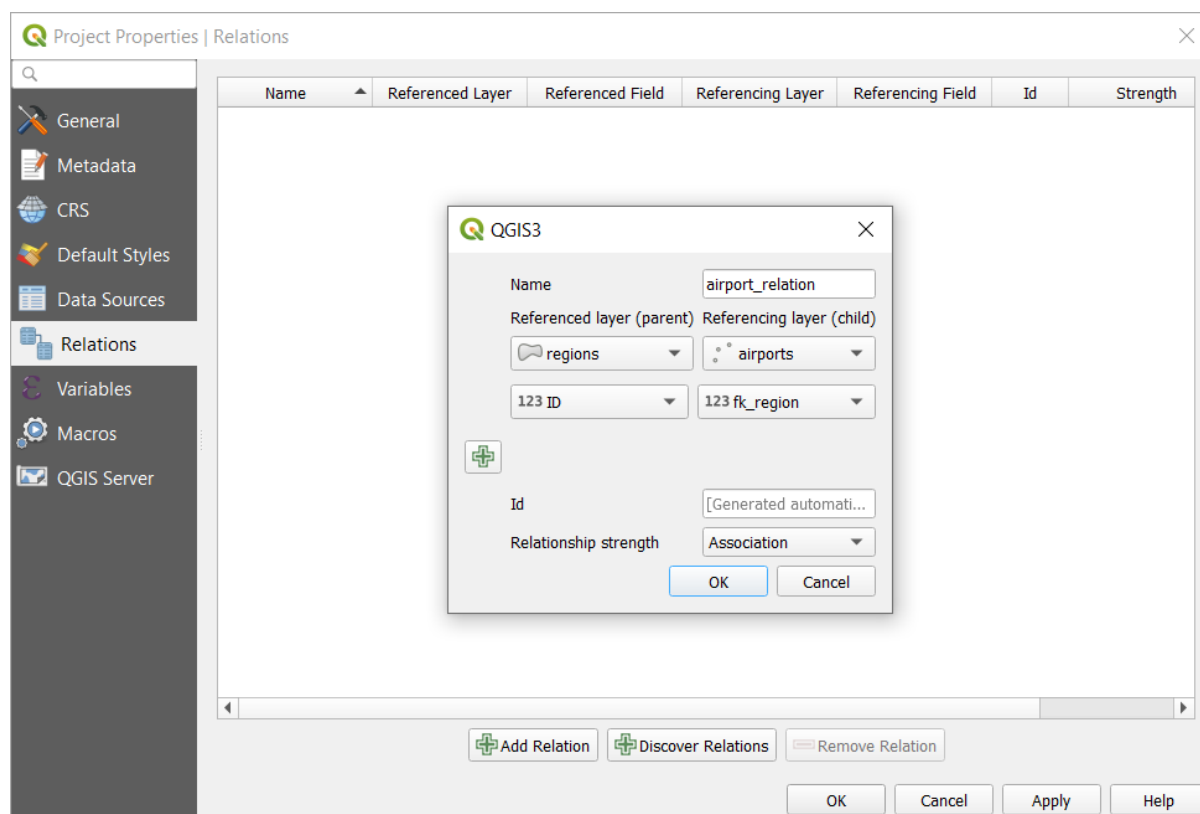 Project Properties | Relations
General
Metadata
CRS
Default Styles
Data Sources
Relations
Variables
Macros
QGIS Server
Name Referenced Layer Referenced Field Referencing Layer Referencing Field Id Strength
QGIS3
Name airport_relation
Referenced layer (parent) Referencing layer (child)
regions airports
123 ID 123 fk_region
Id [Generated automati...
Relationship strength Association
OK Cancel
Add Relation Discover Relations Remove Relation
OK Cancel Apply Help